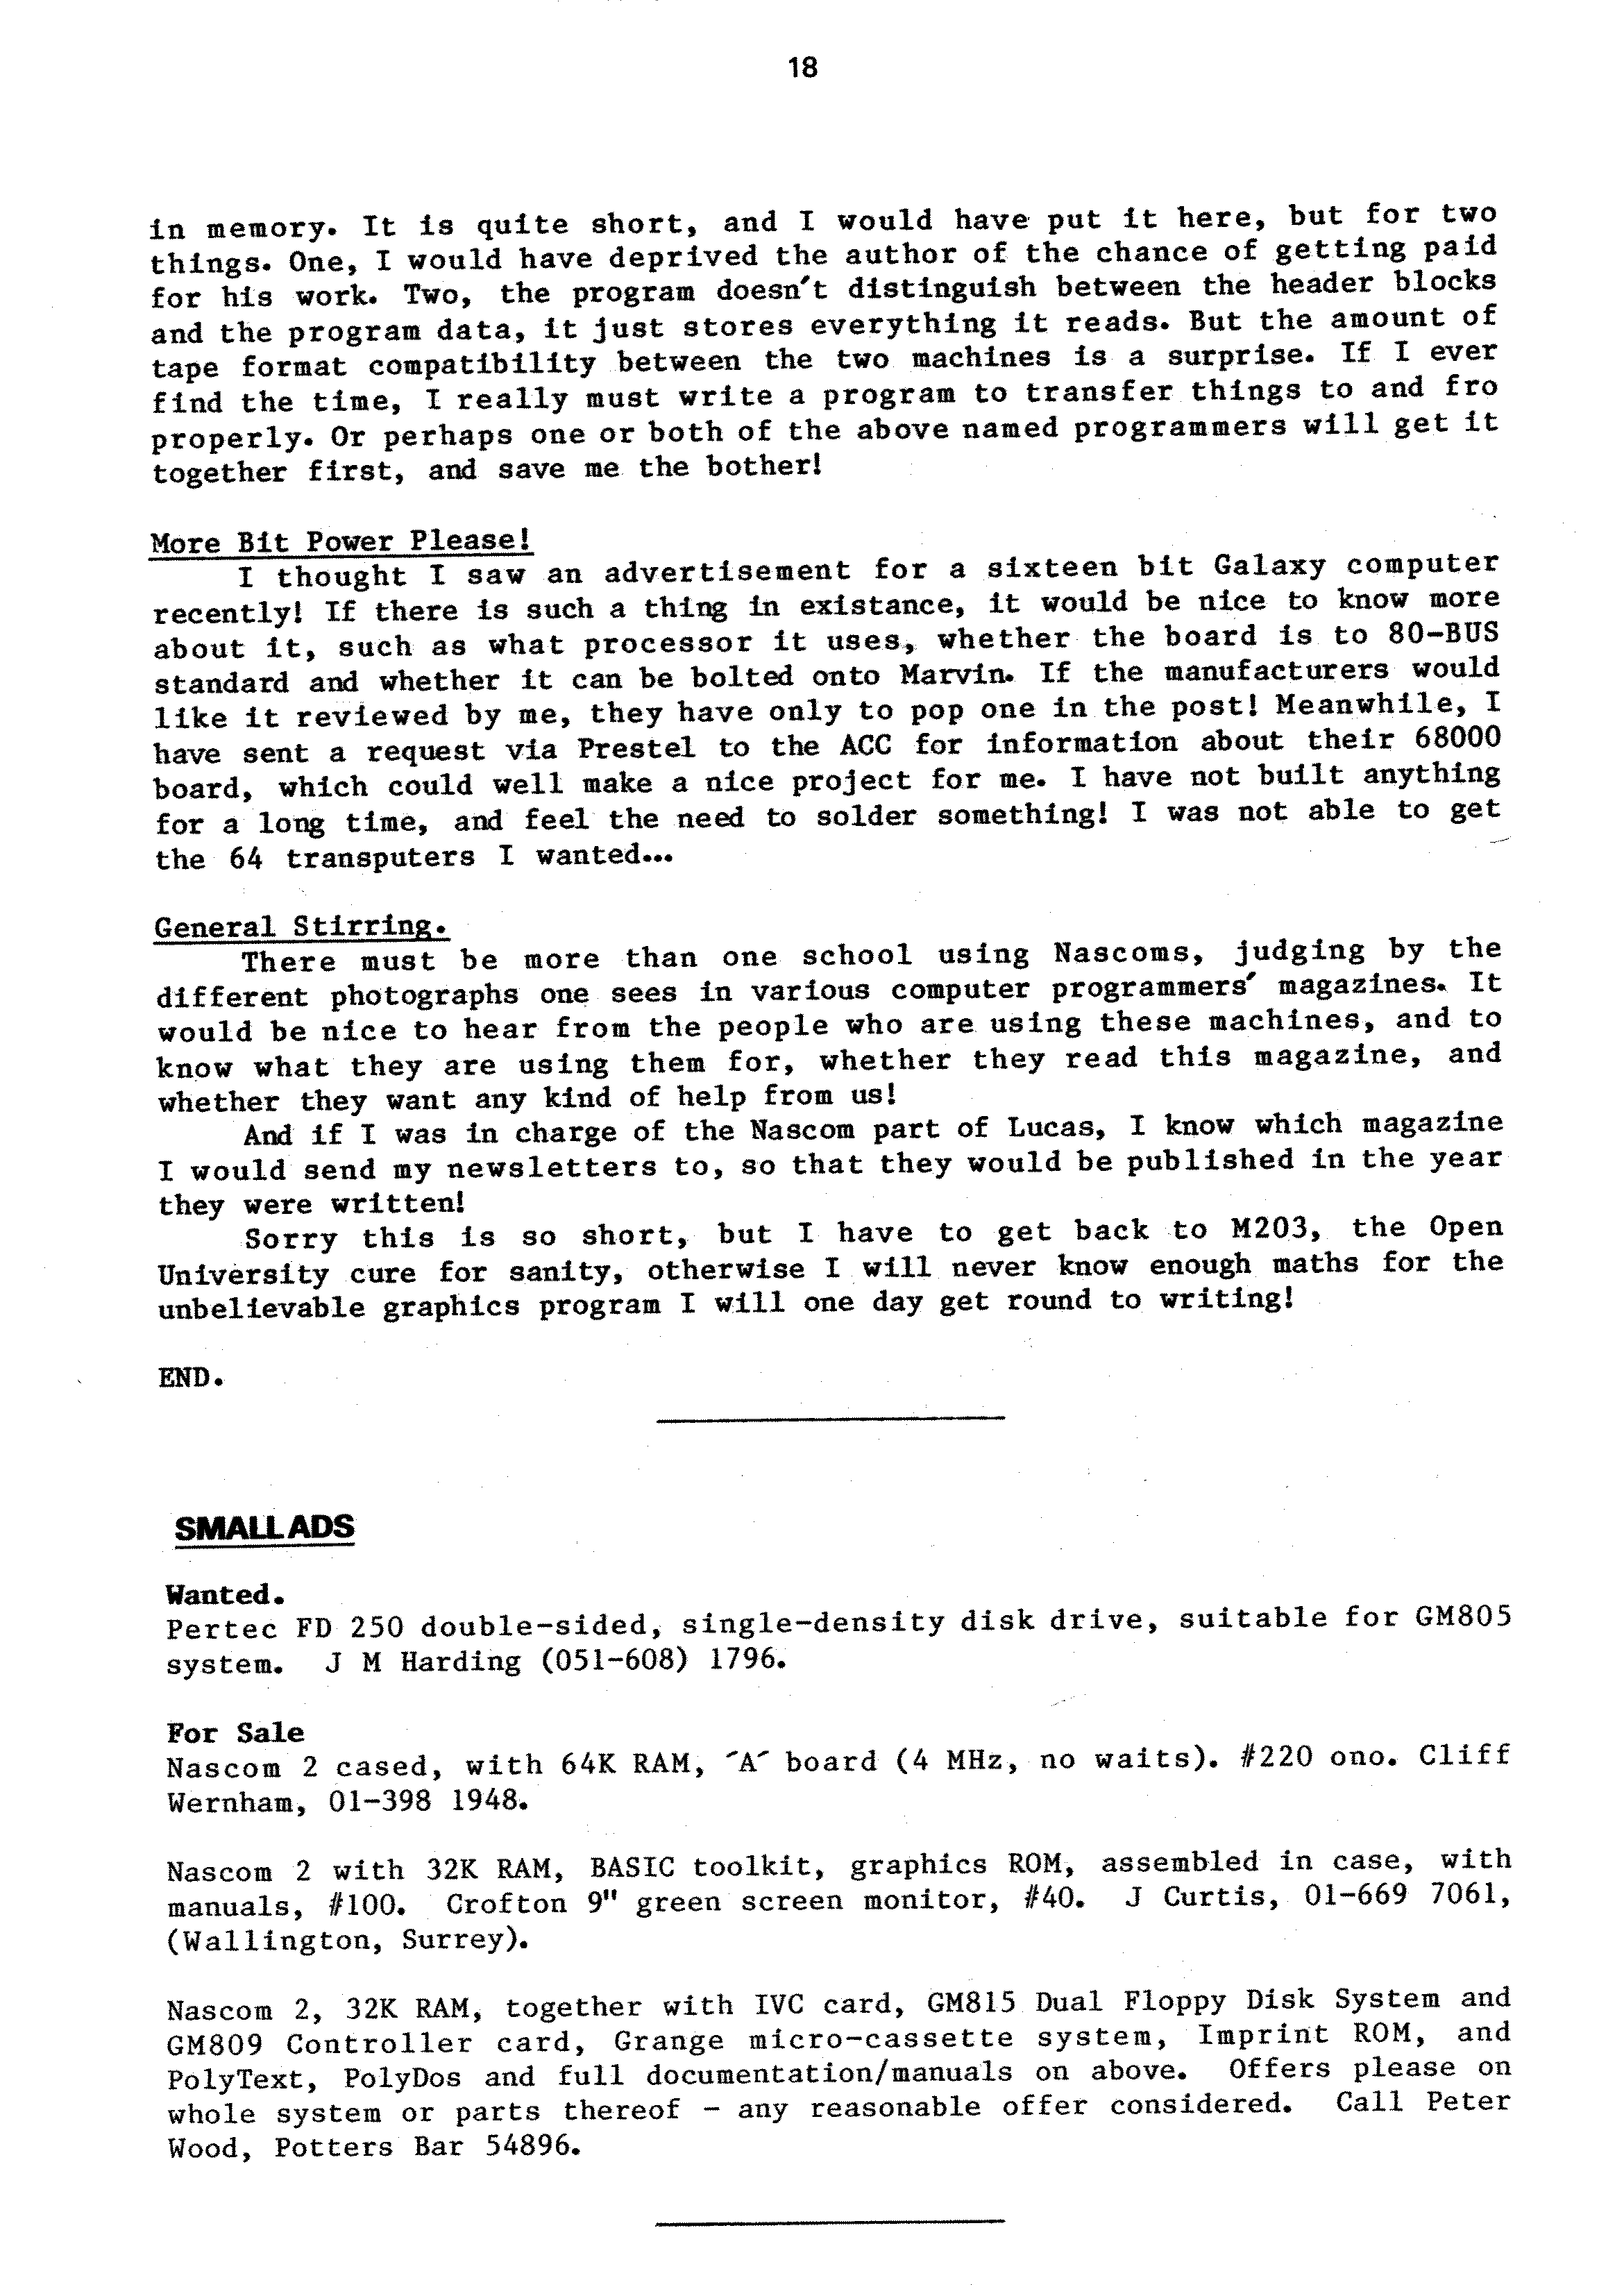 18
in memory. It is quite short, and I would have put it here, but for two
things. One, I would have deprived the author of the chance of getting paid
for his work. Two, the program doesn't distinguish between the header blocks
and the program data, it just stores everything it reads. But the amount of
tape format compatibility between the two machines is a surprise. If I ever
find the time, I really must write a program to transfer things to and fro
properly. Or perhaps one or both of the above named programmers will get it
together first, and save me the bother!
More Bit Power Please!
I thought I saw an advertisement for a sixteen bit Galaxy computer
recently! If there is such a thing in existance, it would be nice to know more
about it, such as what processor it uses, whether the board is to 80-BUS
standard and whether it can be bolted onto Marvin. If the manufacturers would
like it reviewed by me, they have only to pop one in the post! Meanwhile, I
have sent a request via Prestel to the ACC for information about their 68000
board, which could well make a nice project for me. I have not built anything
for a long time, and feel the need to solder something! I was not able to get
the 64 transputers I wanted...
General Stirring.
There must be more than one school using Nascoms, judging by the
different photographs one sees in various computer programmers' magazines. It
would be nice to hear from the people who are using these machines, and to
know what they are using them for, whether they read this magazine, and
whether they want any kind of help from us!
And if I was in charge of the Nascom part of Lucas, I know which magazine
I would send my newsletters to, so that they would be published in the year
they were written!
Sorry this is so short, but I have to get back to M203, the Open
University cure for sanity, otherwise I will never know enough maths for the
unbelievable graphics program I will one day get round to writing!
END.
SMALL ADS
Wanted.
Pertec FD 250 double-sided, single-density disk drive, suitable for GM805
system. J M Harding (051-608) 1796.
For Sale
Nascom 2 cased, with 64K RAM, 'A' board (4 MHz, no waits). #220 ono. Cliff
Wernham, 01-398 1948.
Nascom 2 with 32K RAM, BASIC toolkit, graphics ROM, assembled in case, with
manuals, #100. Crofton 9" green screen monitor, #40. J Curtis, 01-669 7061,
(Wallington, Surrey).
Nascom 2, 32K RAM, together with IVC card, GM815 Dual Floppy Disk System and
GM809 Controller card, Grange micro-cassette system, Imprint ROM, and
PolyText, PolyDos and full documentation/manuals on above. Offers please on
whole system or parts thereof - any reasonable offer considered. Call Peter
Wood, Potters Bar 54896.